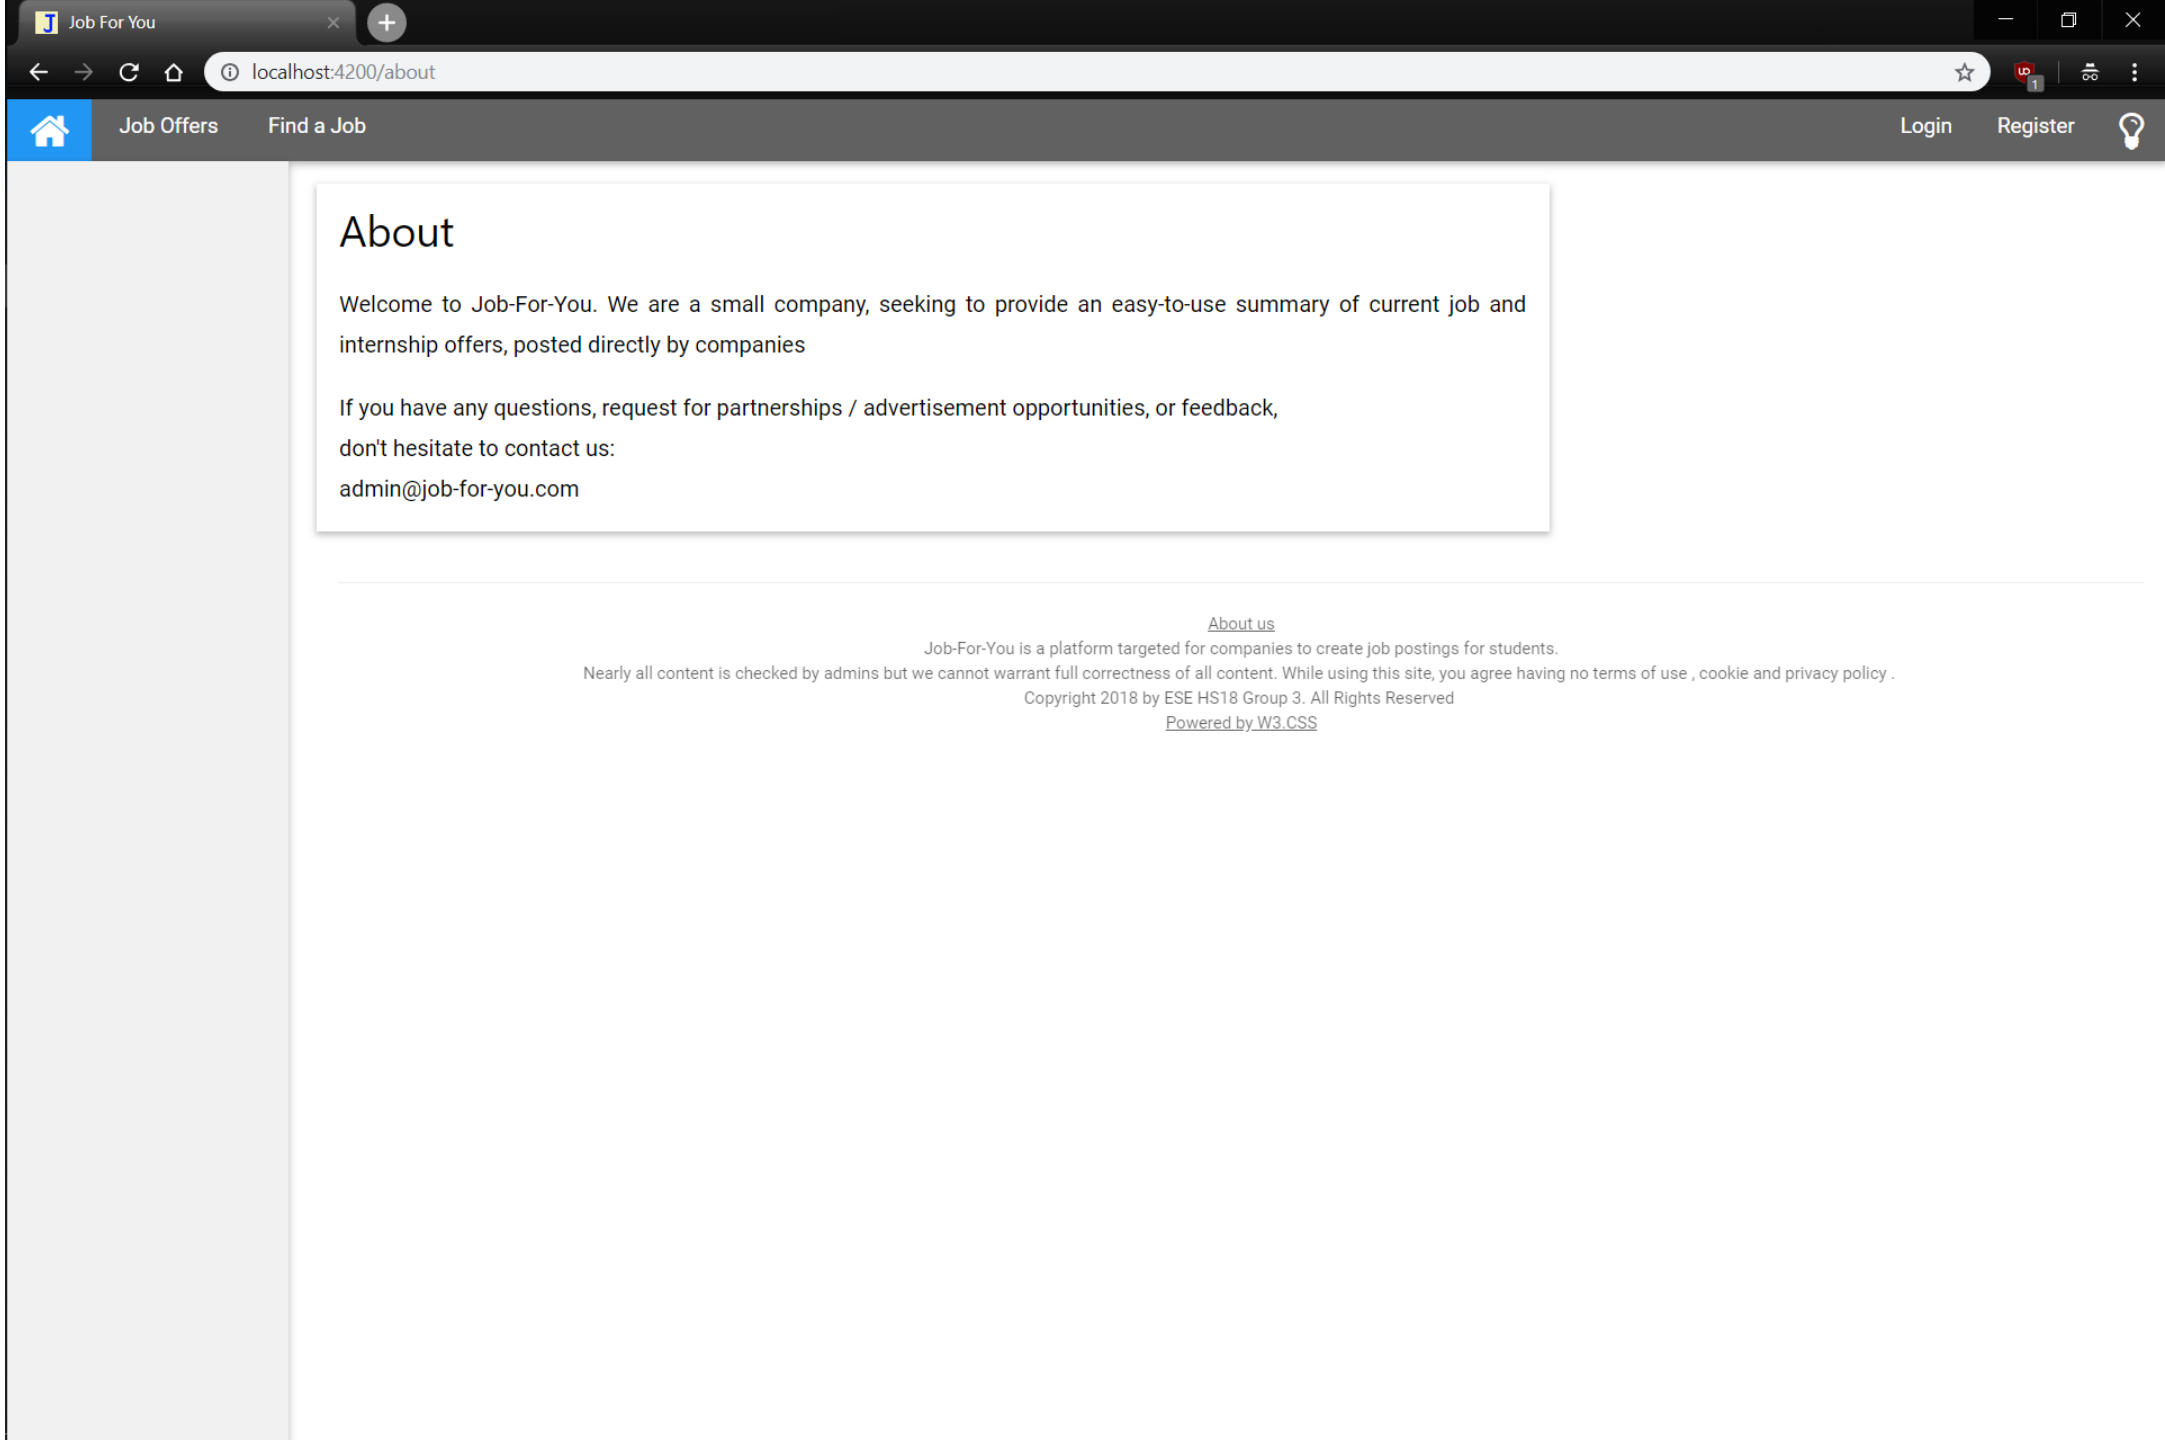 Job For You
localhost:4200/about
1
Job Offers Find a Job Login Register
About
Welcome to Job-For-You. We are a small company, seeking to provide an easy-to-use summary of current job and
internship offers, posted directly by companies
If you have any questions, request for partnerships / advertisement opportunities, or feedback,
don't hesitate to contact us:
admin@job-for-you.com
About us
Job-For-You is a platform targeted for companies to create job postings for students.
Nearly all content is checked by admins but we cannot warrant full correctness of all content. While using this site, you agree having no terms of use , cookie and privacy policy .
Copyright 2018 by ESE HS18 Group 3. All Rights Reserved
Powered by W3.CSS